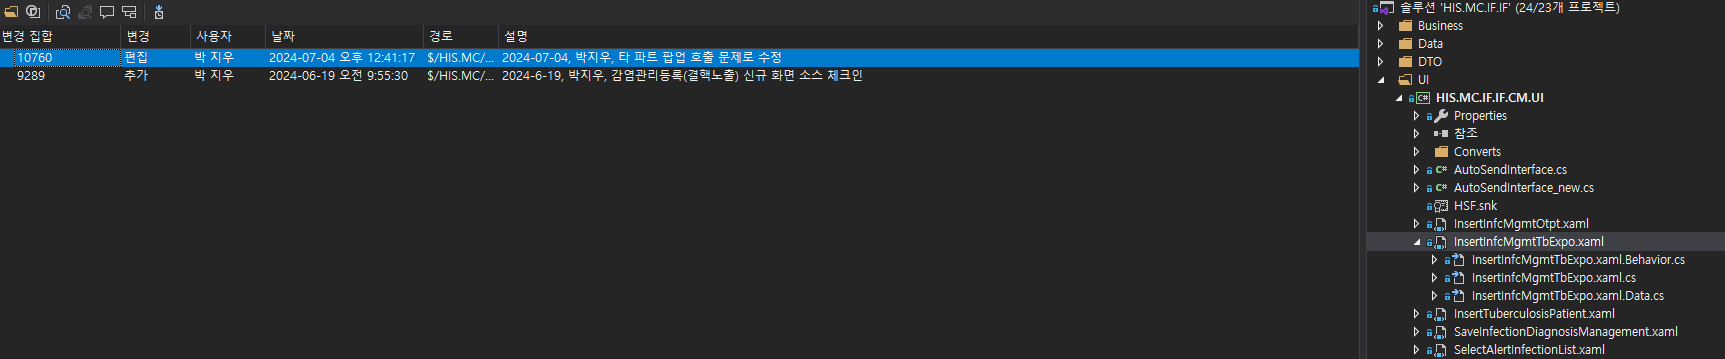 변경 집합 변경 사용자 날짜 경로 설명
10760 편집 박 지우 2024-07-04 오후 12:41:17 $/HIS.MC/... 2024-07-04, 박지우, 타 파트 팝업 호출 문제로 수정
9289 추가 박 지우 2024-06-19 오전 9:55:30 $/HIS.MC/... 2024-6-19, 박지우, 감염관리등록(결핵노출) 신규 화면 소스 체크인
솔루션 'HIS.MC.IF.IF' (24/23개 프로젝트)
Business
Data
DTO
UI
C# HIS.MC.IF.IF.CM.UI
Properties
참조
Converts
C# AutoSendInterface.cs
C# AutoSendInterface_new.cs
HSF.snk
InsertInfcMgmtOtpt.xaml
InsertInfcMgmtTbExpo.xaml
InsertInfcMgmtTbExpo.xaml.Behavior.cs
InsertInfcMgmtTbExpo.xaml.cs
InsertInfcMgmtTbExpo.xaml.Data.cs
InsertTuberculosisPatient.xaml
SaveInfectionDiagnosisManagement.xaml
SelectAlertInfectionList.xaml